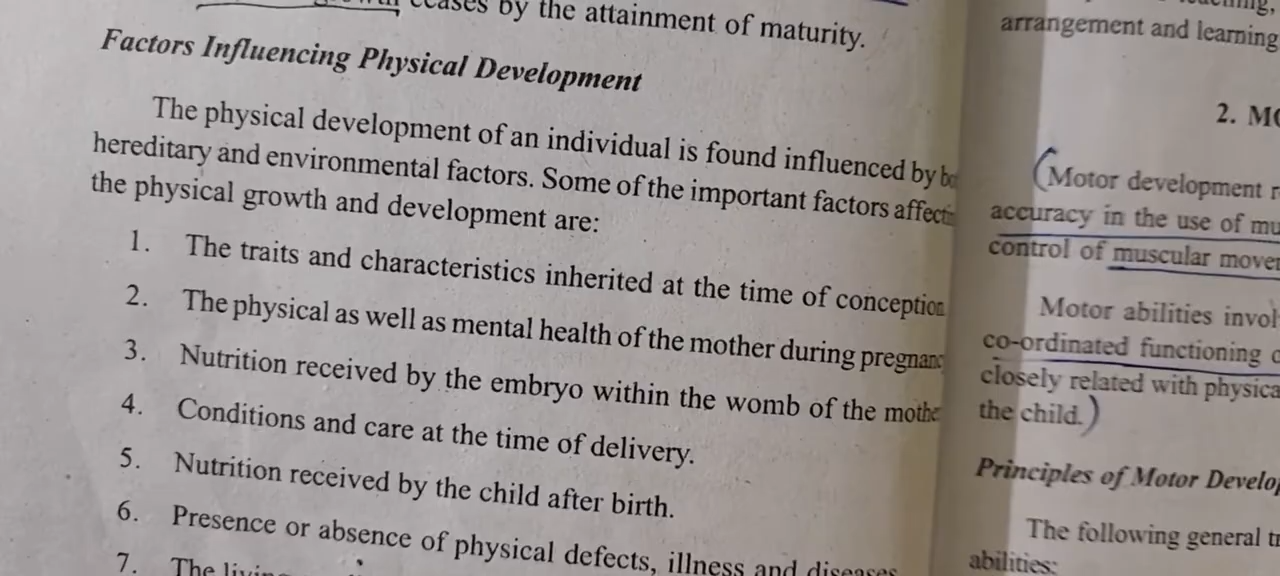 ceases by the attainment of maturity.
Factors Influencing Physical Development
The physical development of an individual is found influenced by
hereditary and environmental factors. Some of the important factors
the physical growth and development are:
1. The traits and characteristics inherited at the time of conception
2. The physical as well as mental health of the mother during
3. Nutrition received by the embryo within the womb of the
4. Conditions and care at the time of delivery.
5. Nutrition received by the child after birth.
6. Presence or absence of physical defects, illness and diseases
7. The
arrangement and learning
2.
(Motor development
accuracy in the use of
control of muscular
Motor abilities
co-ordinated functioning
closely related with
the child.)
Principles of Motor
The following general
abilities: